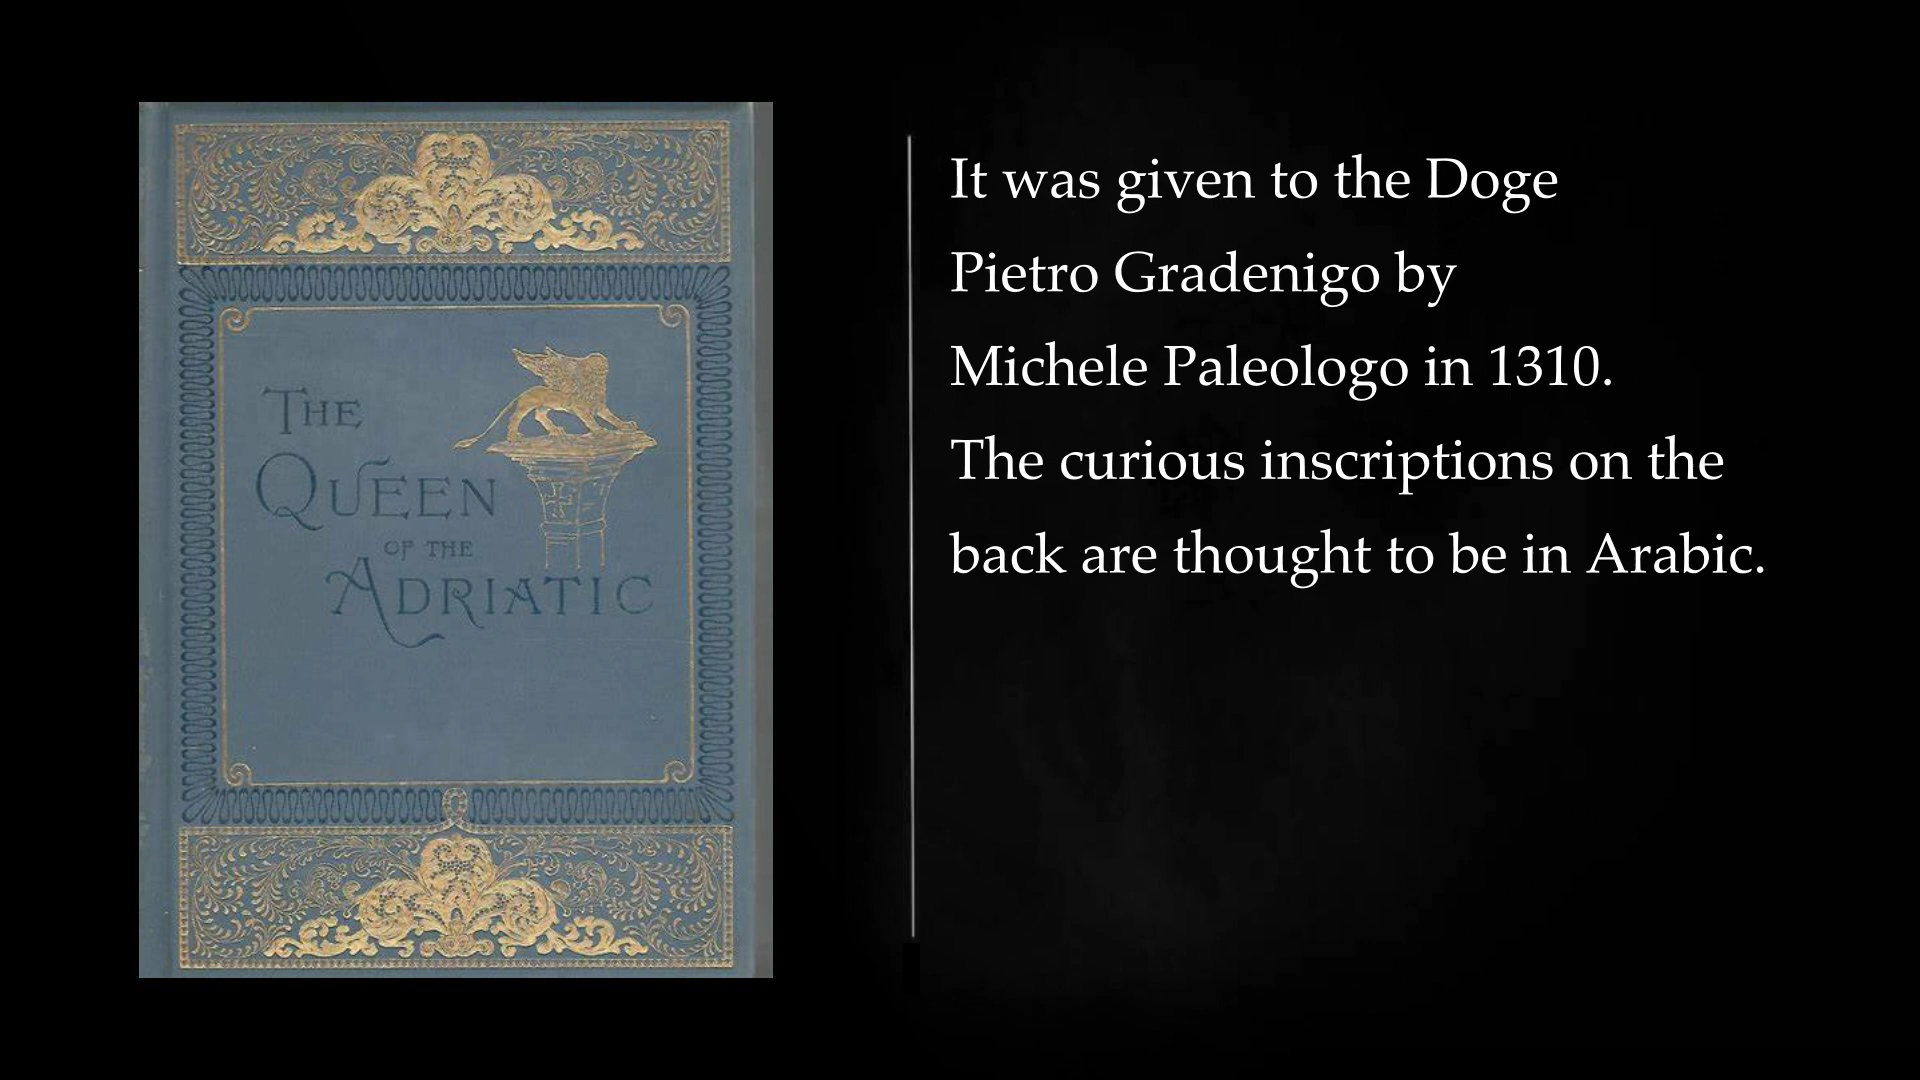 THE
QUEEN
OF THE
ADRIATIC
It was given to the Doge
Pietro Gradenigo by
Michele Paleologo in 1310.
The curious inscriptions on the
back are thought to be in Arabic.